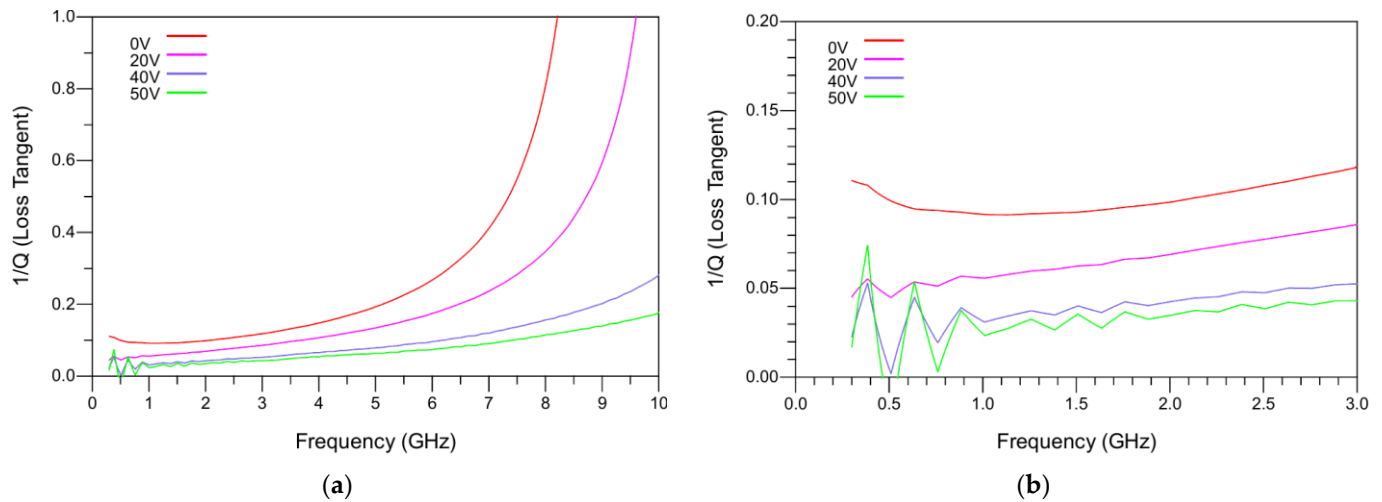 1.0
0.8
0.6
0.4
0.2
0.0
1/Q (Loss Tangent)
0V
20V
40V
50V
0 1 2 3 4 5 6 7 8 9 10
Frequency (GHz)
(a)
0.20
0.15
0.10
0.05
0.00
1/Q (Loss Tangent)
0V
20V
40V
50V
0.0 0.5 1.0 1.5 2.0 2.5 3.0
Frequency (GHz)
(b)